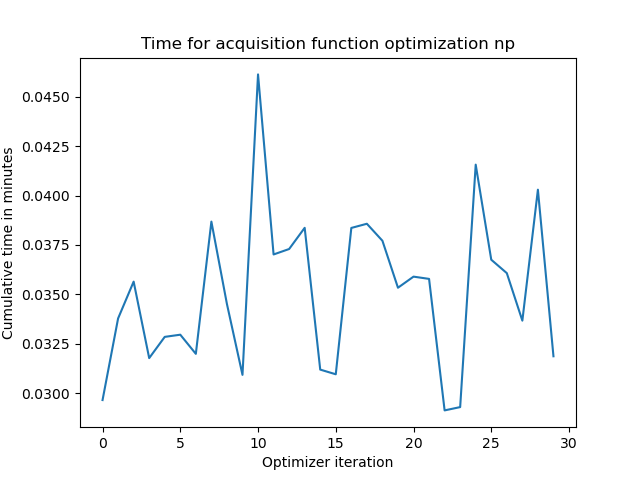 Time for acquisition function optimization np
Cumulative time in minutes
0.0450
0.0425
0.0400
0.0375
0.0350
0.0325
0.0300
0 5 10 15 20 25 30
Optimizer iteration